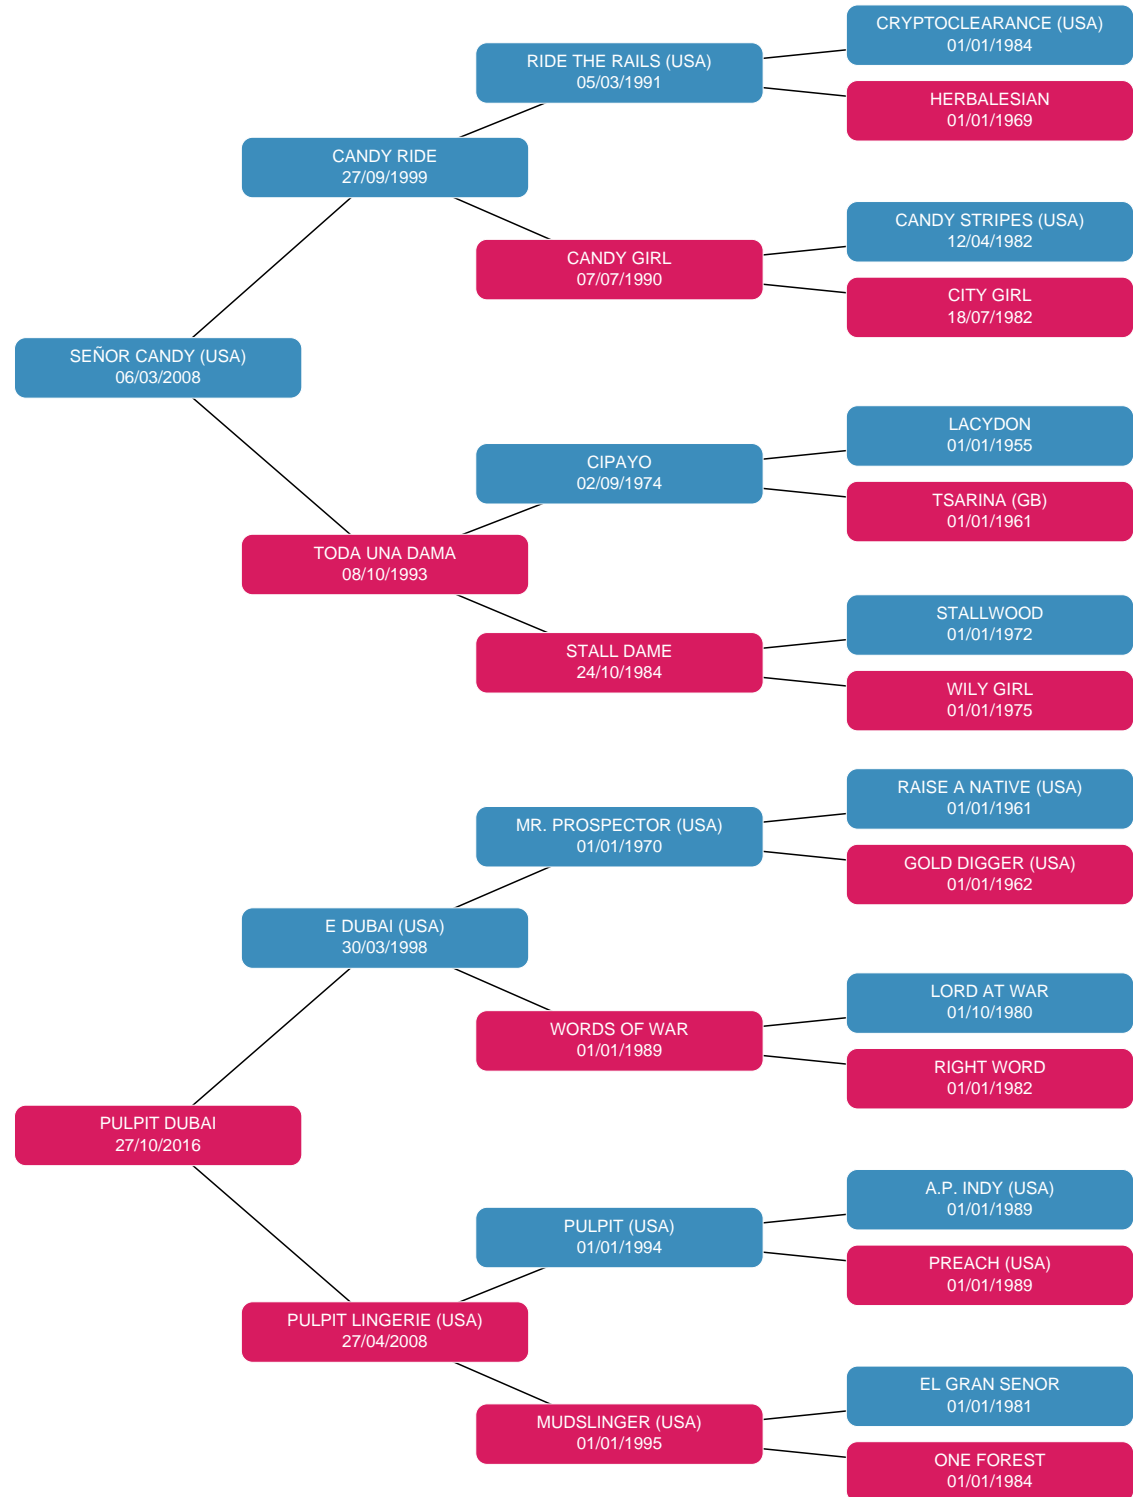 CRYPTOCLEARANCE (USA)
01/01/1984
RIDE THE RAILS (USA)
05/03/1991
HERBALESIAN
01/01/1969
CANDY RIDE
27/09/1999
CANDY STRIPES (USA)
12/04/1982
CANDY GIRL
07/07/1990
CITY GIRL
18/07/1982
SEÑOR CANDY (USA)
06/03/2008
LACYDON
01/01/1955
CIPAYO
02/09/1974
TSARINA (GB)
01/01/1961
TODA UNA DAMA
08/10/1993
STALLWOOD
01/01/1972
STALL DAME
24/10/1984
WILY GIRL
01/01/1975
RAISE A NATIVE (USA)
01/01/1961
MR. PROSPECTOR (USA)
01/01/1970
GOLD DIGGER (USA)
01/01/1962
E DUBAI (USA)
30/03/1998
LORD AT WAR
01/10/1980
WORDS OF WAR
01/01/1989
RIGHT WORD
01/01/1982
PULPIT DUBAI
27/10/2016
A.P. INDY (USA)
01/01/1989
PULPIT (USA)
01/01/1994
PREACH (USA)
01/01/1989
PULPIT LINGERIE (USA)
27/04/2008
EL GRAN SENOR
01/01/1981
MUDSLINGER (USA)
01/01/1995
ONE FOREST
01/01/1984